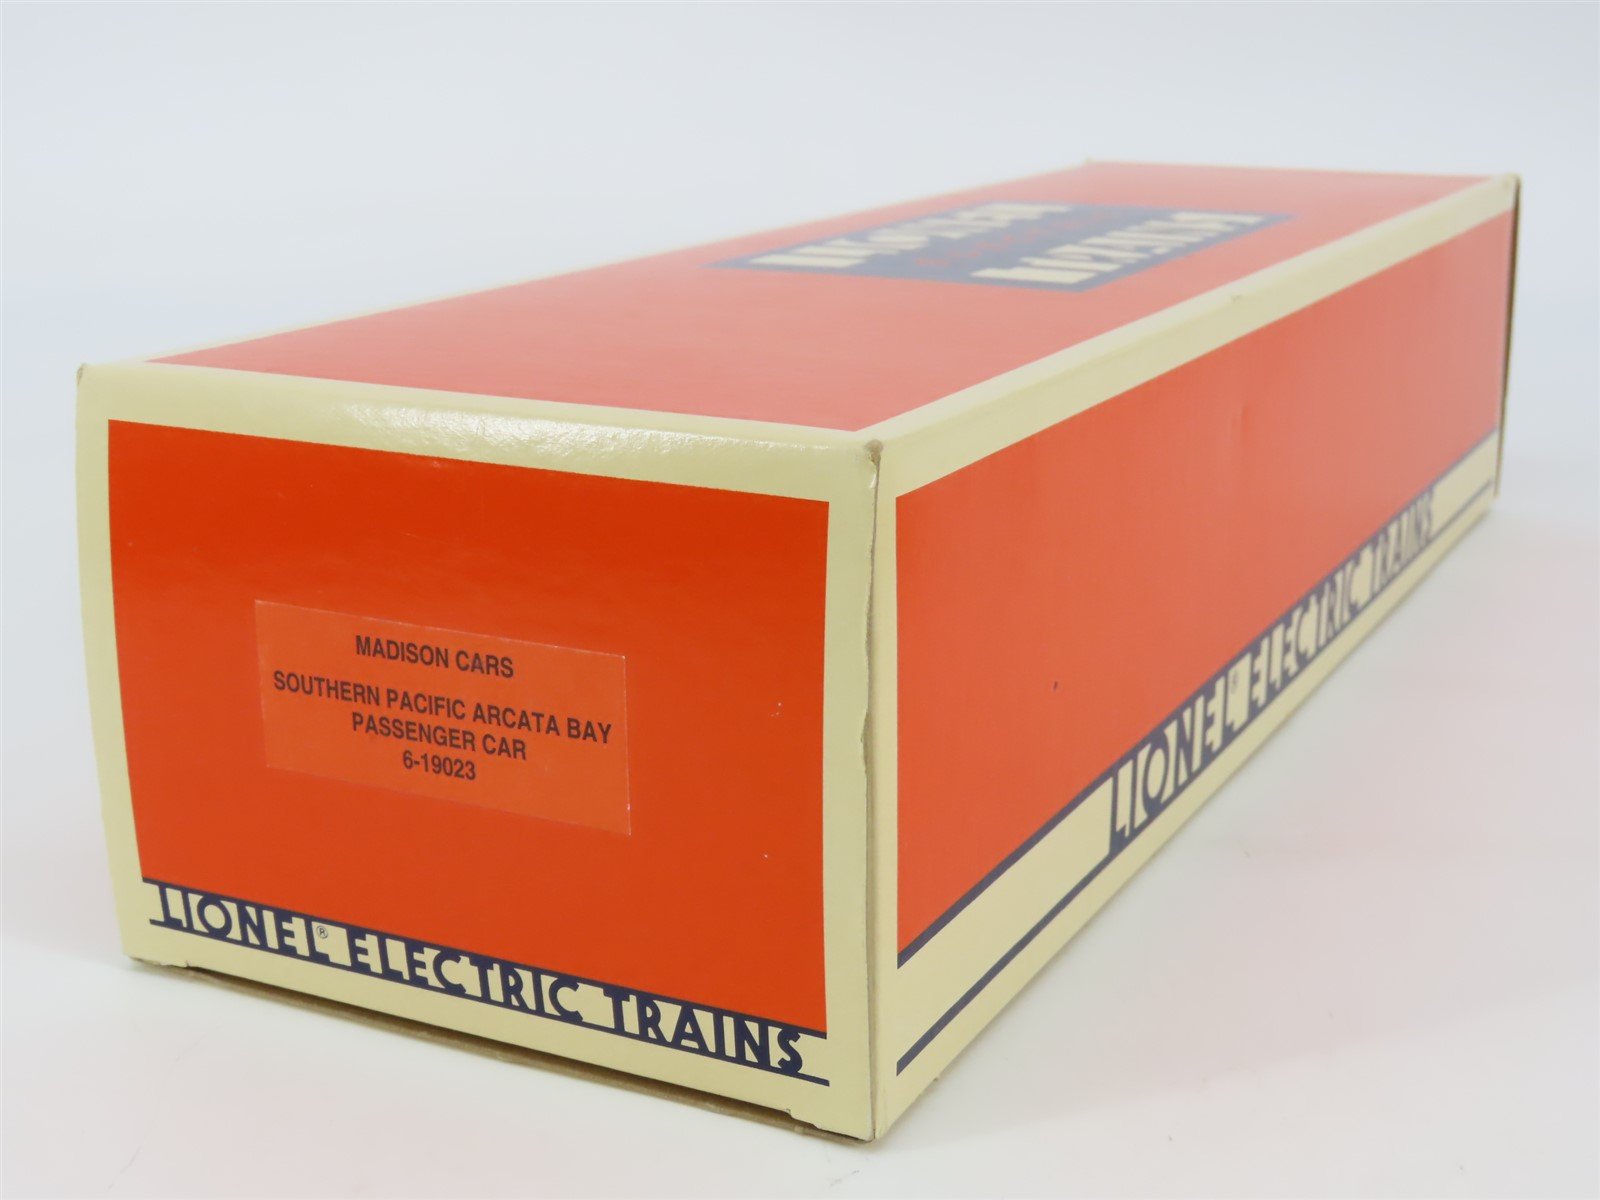 MADISON CARS
SOUTHERN PACIFIC ARCATA BAY
PASSENGER CAR
6-19023
LIONEL® ELECTRIC TRAINS
LIONEL® ELECTRIC TRAINS